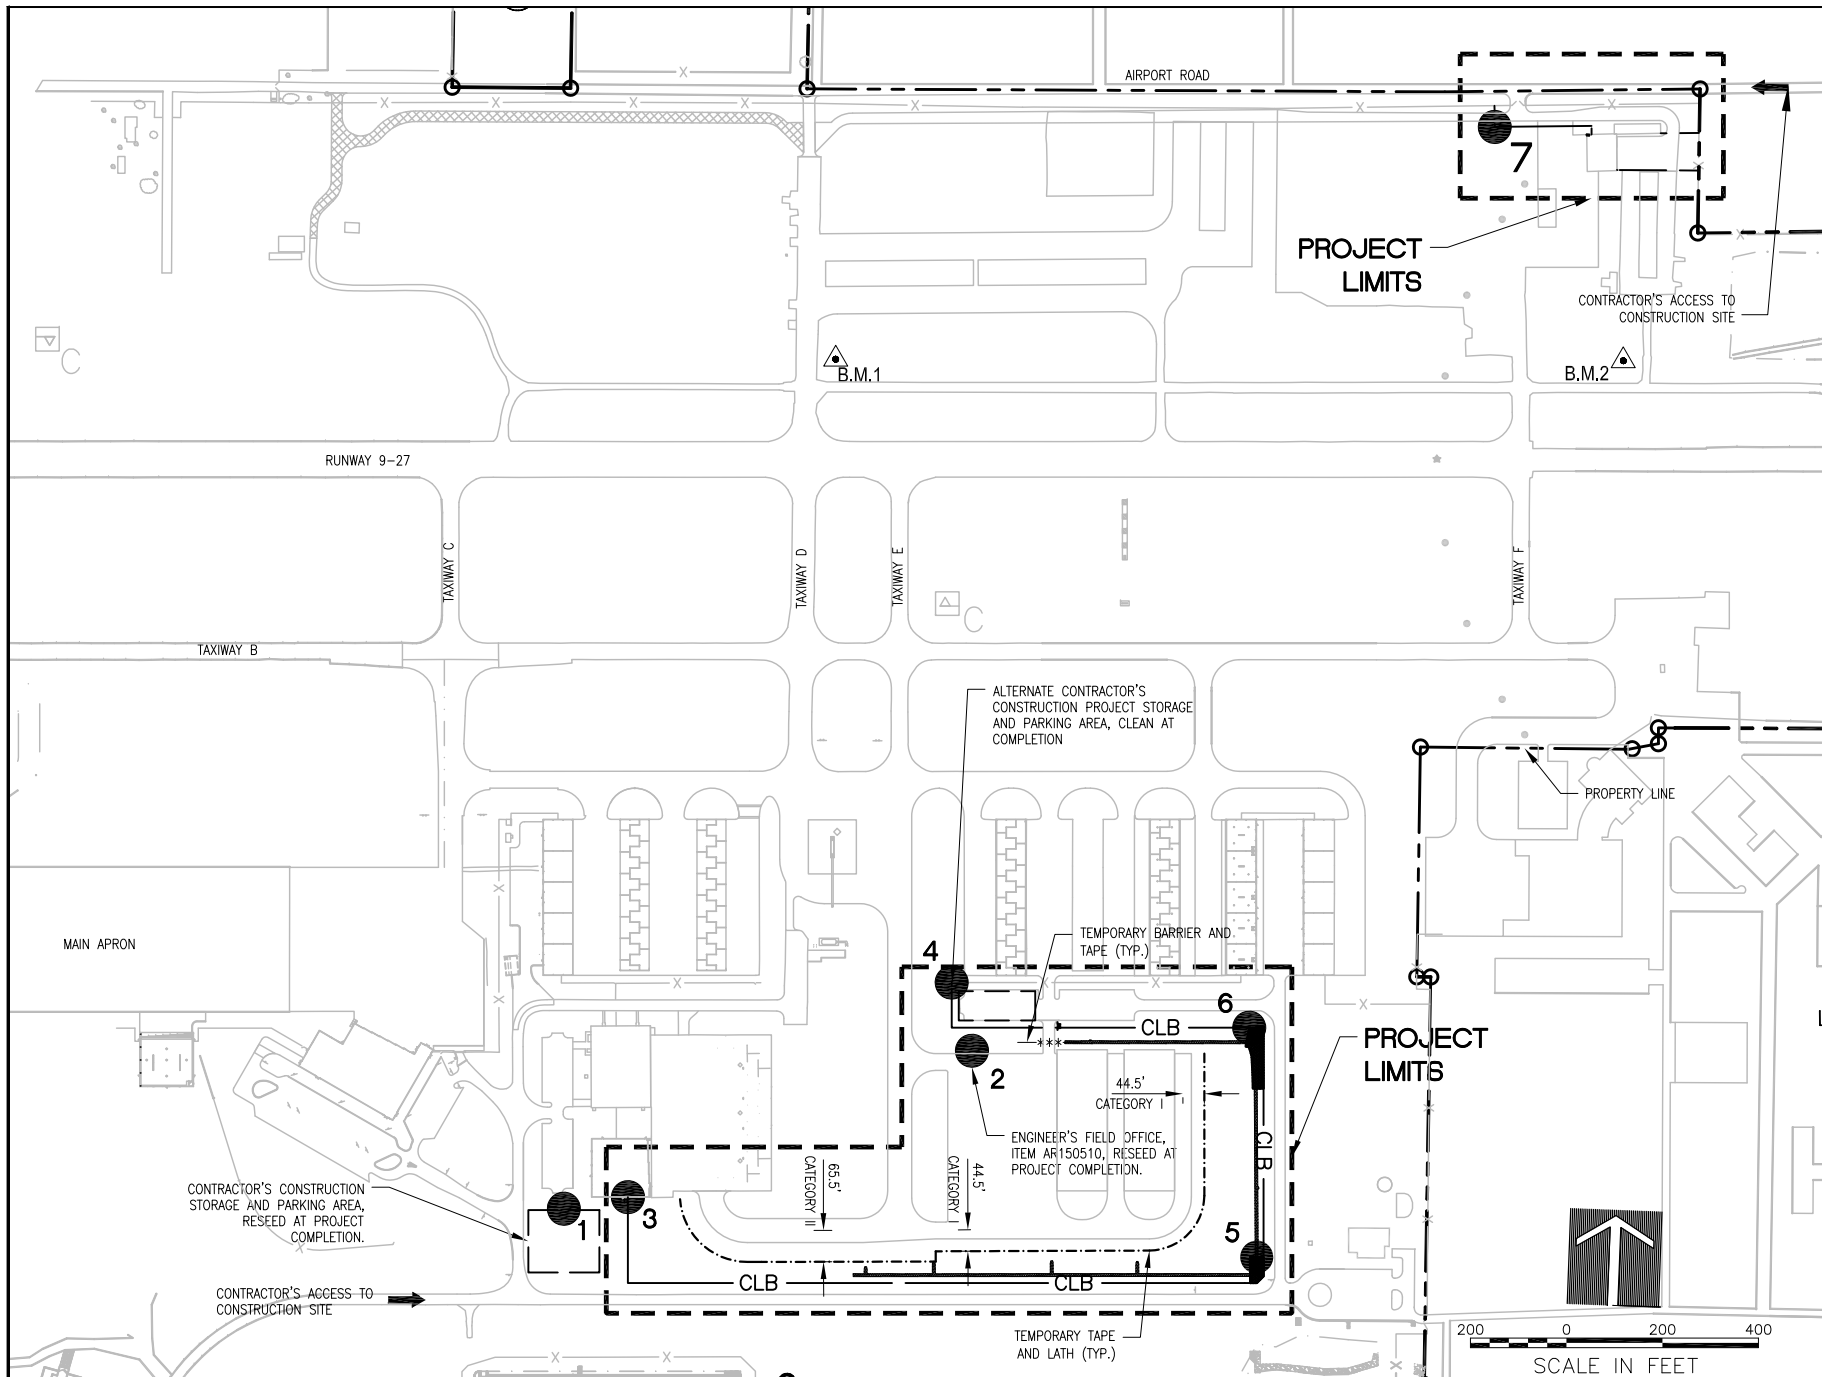 AIRPORT ROAD
7
PROJECT
LIMITS
CONTRACTOR'S ACCESS TO
CONSTRUCTION SITE
C
B.M.1
B.M.2
RUNWAY 9-27
TAXIWAY C
TAXIWAY D
TAXIWAY E
TAXIWAY F
C
TAXIWAY B
ALTERNATE CONTRACTOR'S
CONSTRUCTION PROJECT STORAGE
AND PARKING AREA, CLEAN AT
COMPLETION
PROPERTY LINE
MAIN APRON
4
TEMPORARY BARRIER AND
TAPE (TYP.)
6
CLB
PROJECT
LIMITS
2
44.5'
CATEGORY I
CLB
ENGINEER'S FIELD OFFICE,
ITEM AR150510, RESEED AT
PROJECT COMPLETION.
65.5'
CATEGORY II
44.5'
CATEGORY I
CONTRACTOR'S CONSTRUCTION
STORAGE AND PARKING AREA,
RESEED AT PROJECT
COMPLETION.
1
3
5
CLB
CLB
CONTRACTOR'S ACCESS TO
CONSTRUCTION SITE
TEMPORARY TAPE
AND LATH (TYP.)
200 0 200 400
SCALE IN FEET